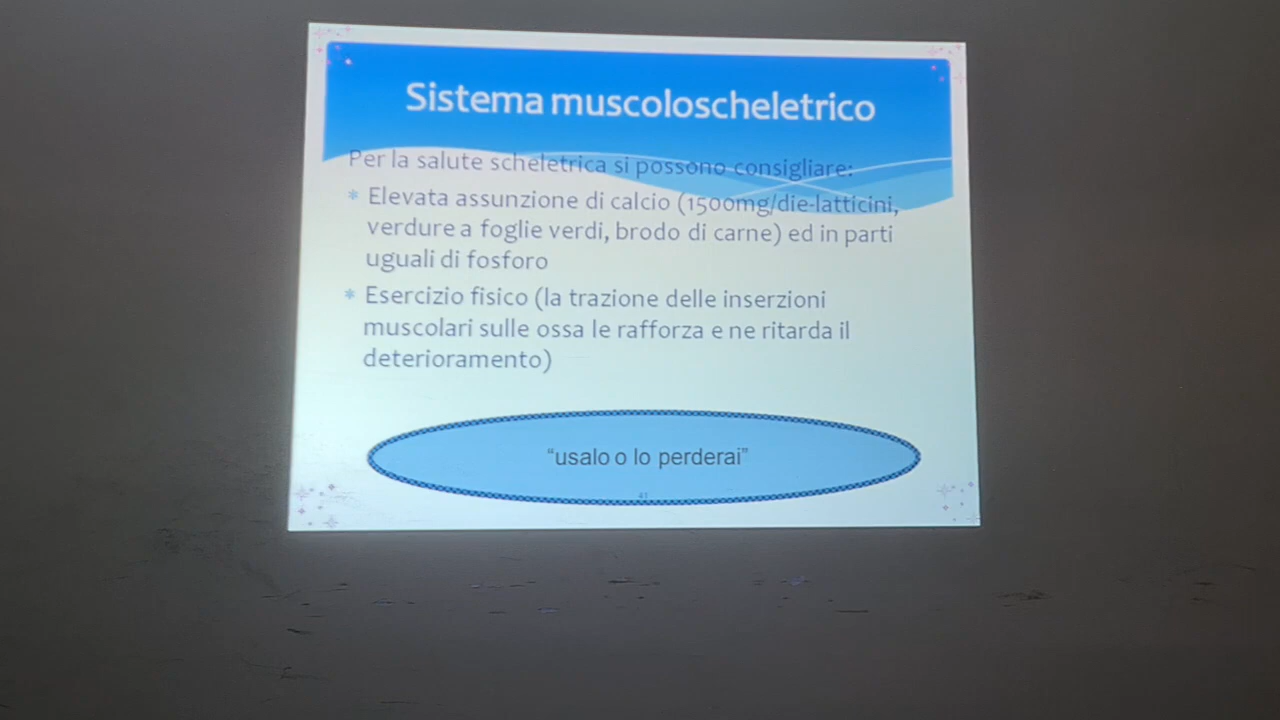 Sistema muscoloscheletrico
Per la salute scheletrica si possono consigliare:
* Elevata assunzione di calcio (1500mg/die-latticini,
verdure a foglie verdi, brodo di carne) ed in parti
uguali di fosforo
* Esercizio fisico (la trazione delle inserzioni
muscolari sulle ossa le rafforza e ne ritarda il
deterioramento)
“usalo o lo perderai”
41